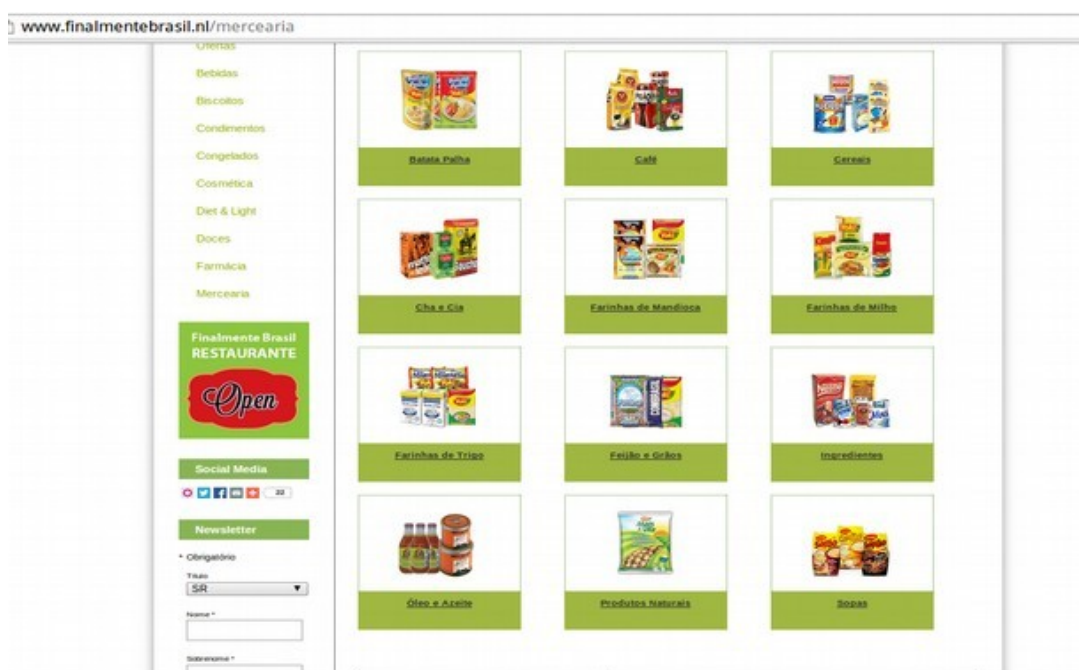 www.finalmentebrasil.nl/mercearia
Ofertas
Bebidas
Biscoitos
Condimentos
Congelados
Cosmética
Diet & Light
Doces
Farmácia
Mercearia
Finalmente Brasil
RESTAURANTE
Open
Social Media
22
Newsletter
* Obrigatório
Título
SR
Nome *
Sobrenome *
Batata Palha
Café
Cereais
Cha e Cia
Farinhas de Mandioca
Farinhas de Milho
Farinhas de Trigo
Feijão e Grãos
Ingredientes
Óleo e Azeite
Produtos Naturais
Sopas